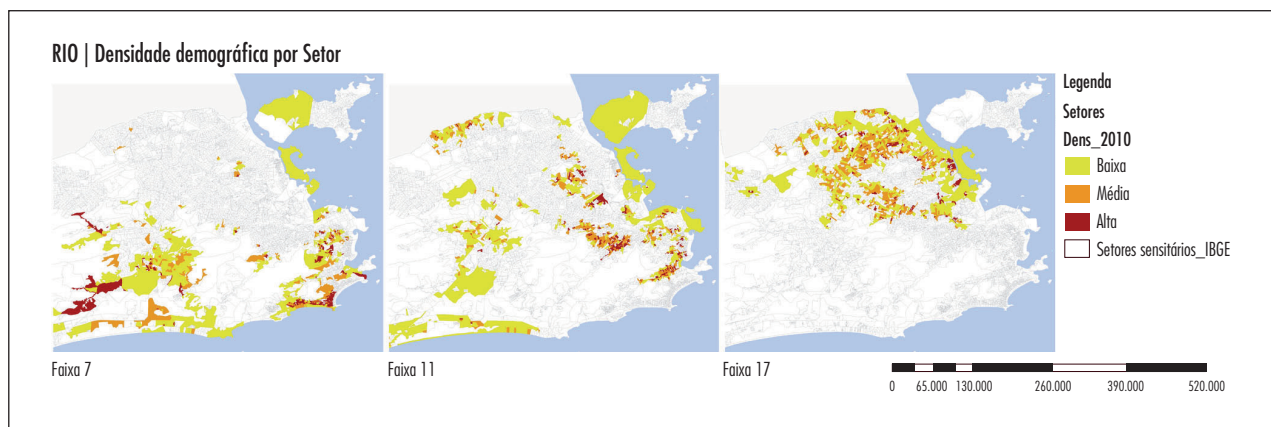 RIO | Densidade demográfica por Setor
Legenda
Setores
Dens_2010
Baixa
Média
Alta
Setores sensitários_IBGE
Faixa 7
Faixa 11
Faixa 17
0 65.000 130.000 260.000 390.000 520.000